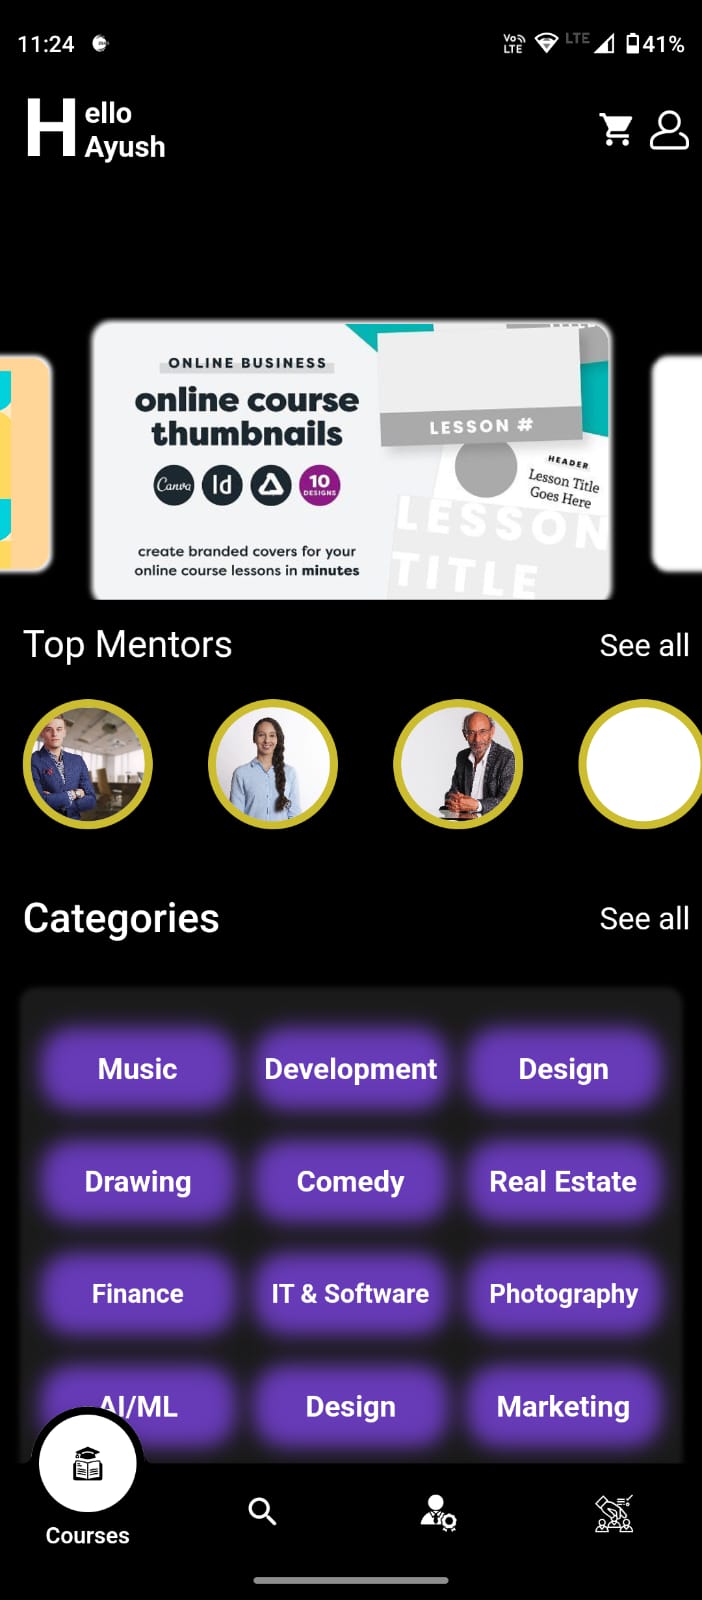 11:24
Vo)) LTE LTE 41%
Hello
Ayush
ONLINE BUSINESS
online course
thumbnails
Canva Id 10 DESIGNS
create branded covers for your
online course lessons in minutes
LESSON #
HEADER
Lesson Title
Goes Here
LESSON
TITLE
Top Mentors See all
Categories See all
Music Development Design
Drawing Comedy Real Estate
Finance IT & Software Photography
AI/ML Design Marketing
Courses